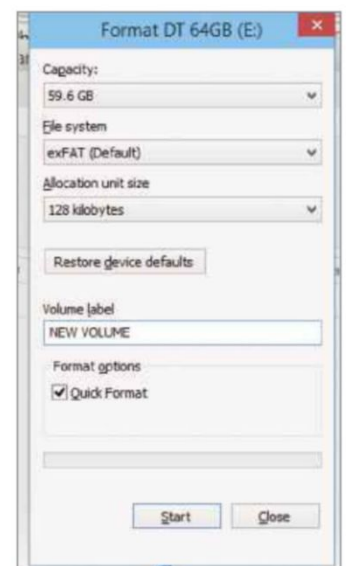 Format DT 64GB (E:)
Capacity:
59.6 GB
File system
exFAT (Default)
Allocation unit size
128 kilobytes
Restore device defaults
Volume label
NEW VOLUME
Format options
Quick Format
Start
Close